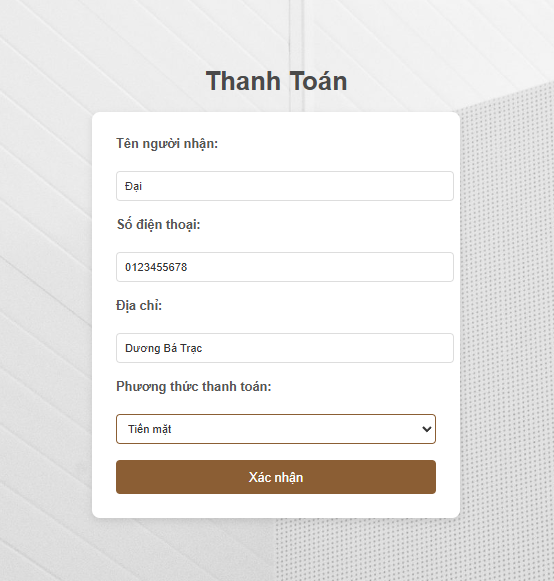 Thanh Toán
Tên người nhận:
Đại
Số điện thoại:
0123455678
Địa chỉ:
Dương Bá Trạc
Phương thức thanh toán:
Tiền mặt
Xác nhận